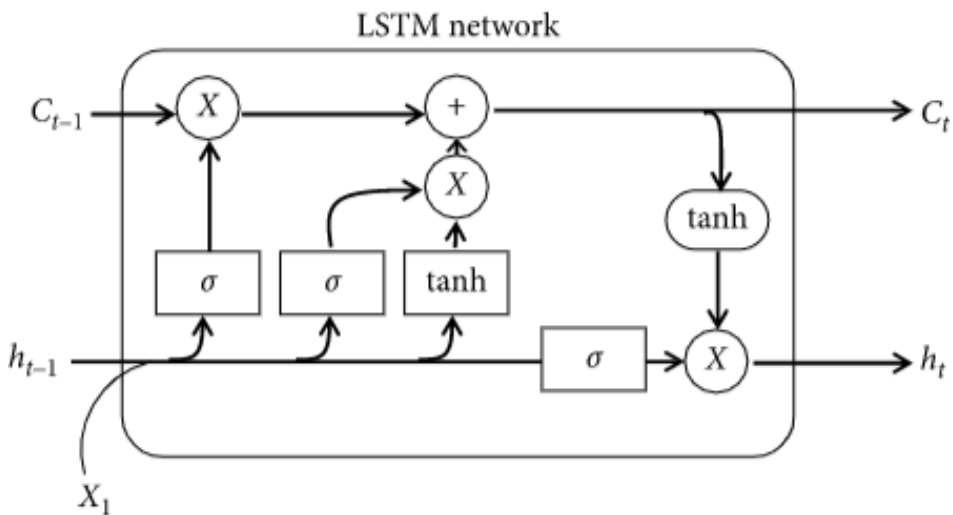 LSTM network
C_{t–1} X + C_t
X
tanh
σ σ tanh
h_{t–1} σ X h_t
X_1